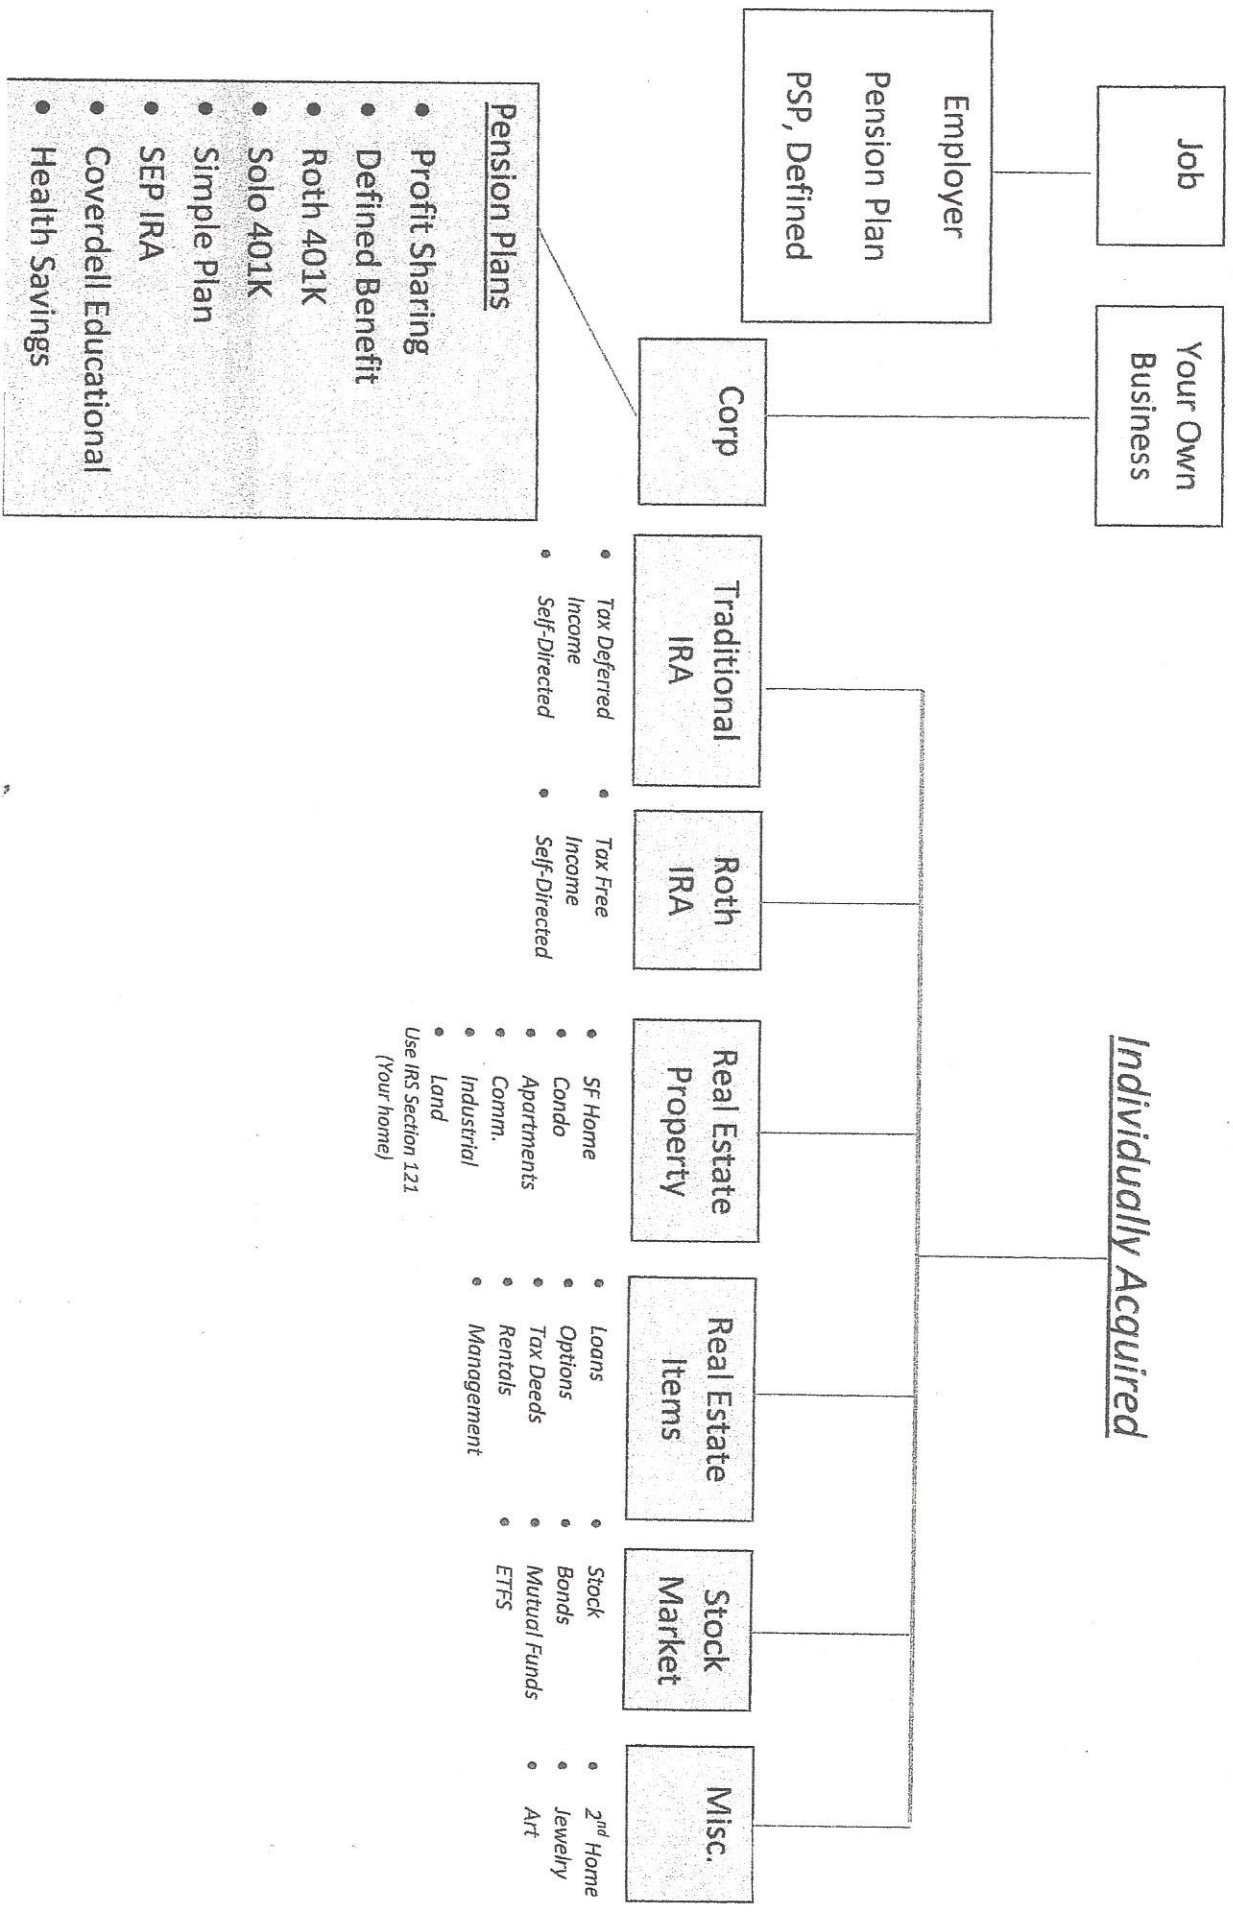 Job
Employer
Pension Plan
PSP, Defined
Your Own
Business
Corp
Pension Plans
• Profit Sharing
• Defined Benefit
• Roth 401K
• Solo 401K
• Simple Plan
• SEP IRA
• Coverdell Educational
• Health Savings
Individually Acquired
Traditional
IRA
• Tax Deferred
Income
• Self-Directed
Roth
IRA
• Tax Free
Income
• Self-Directed
Real Estate
Property
• SF Home
• Condo
• Apartments
• Comm.
• Industrial
• Land
Use IRS Section 121
(Your home)
Real Estate
Items
• Loans
• Options
• Tax Deeds
• Rentals
• Management
Stock
Market
• Stock
• Bonds
• Mutual Funds
• ETFS
Misc.
• 2nd Home
• Jewelry
• Art